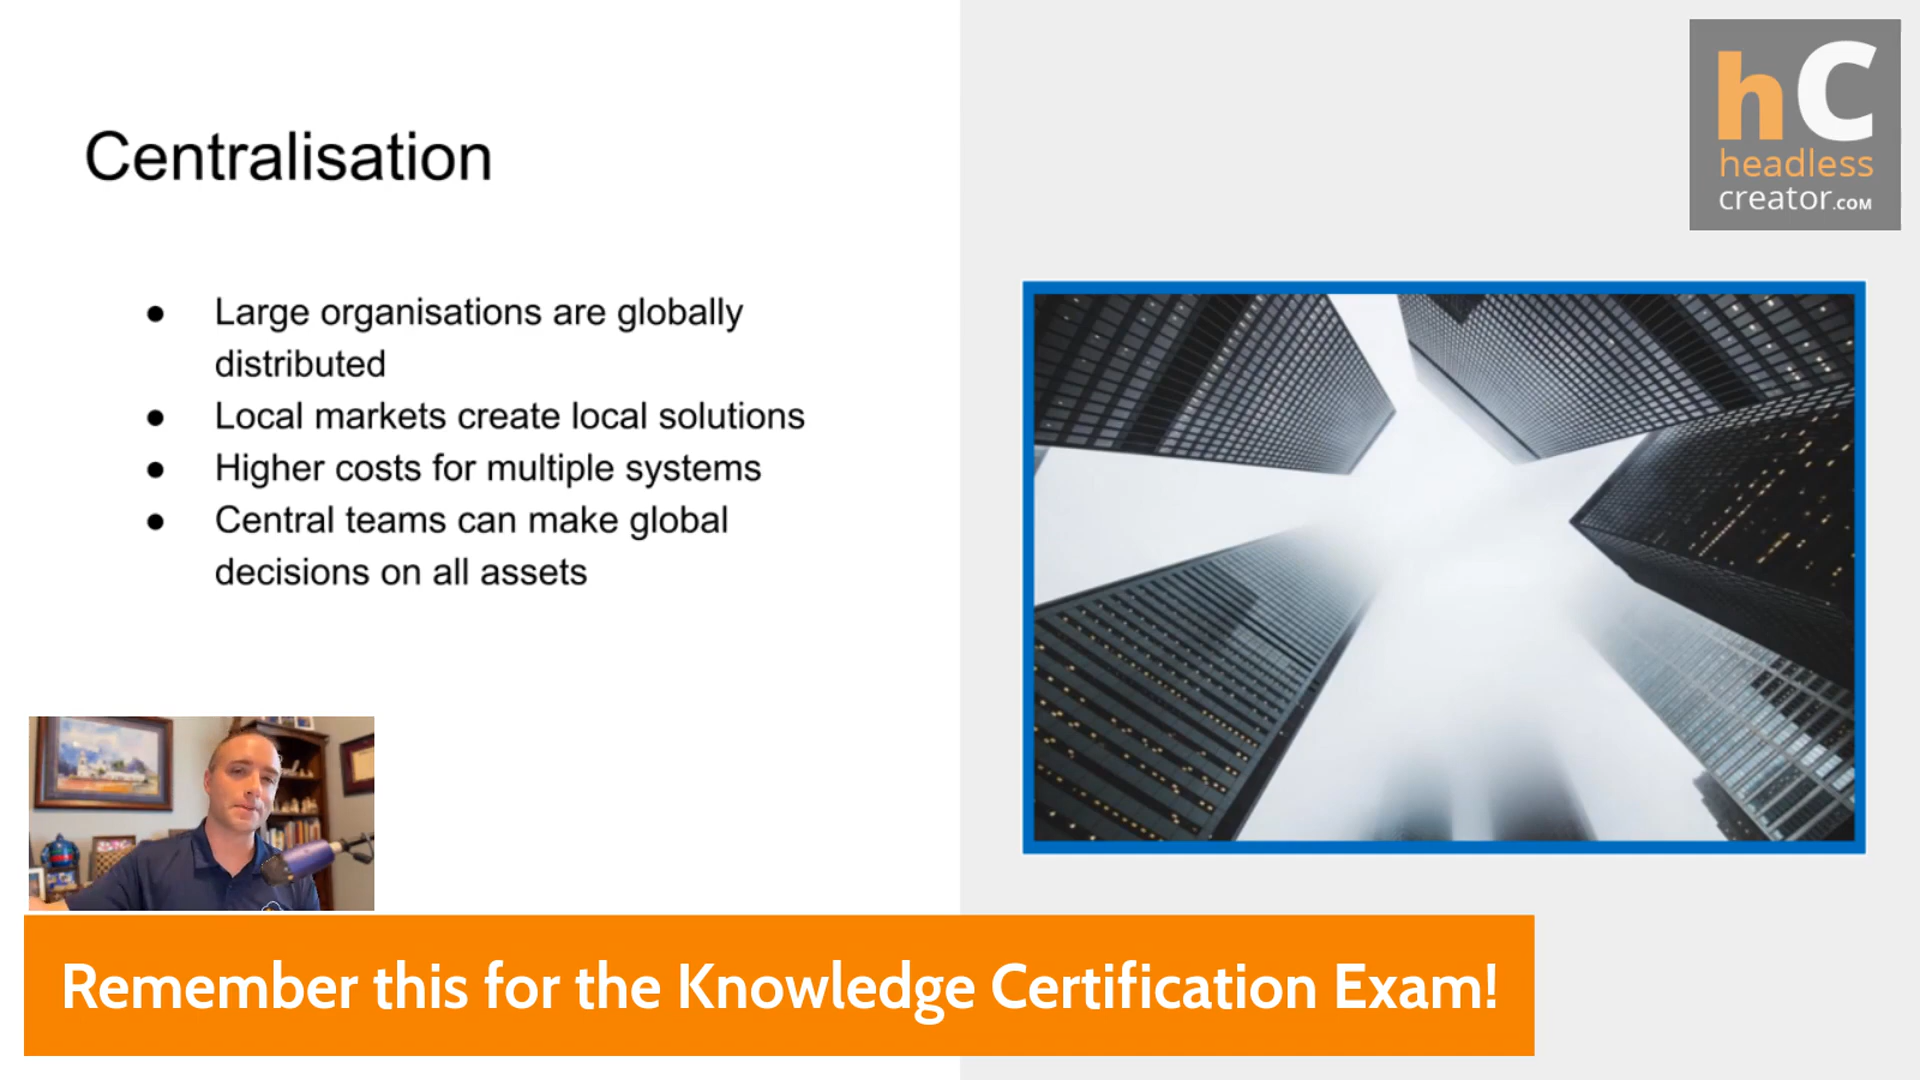 hC
headless
creator.COM
Centralisation
● Large organisations are globally
distributed
● Local markets create local solutions
● Higher costs for multiple systems
● Central teams can make global
decisions on all assets
Remember this for the Knowledge Certification Exam!